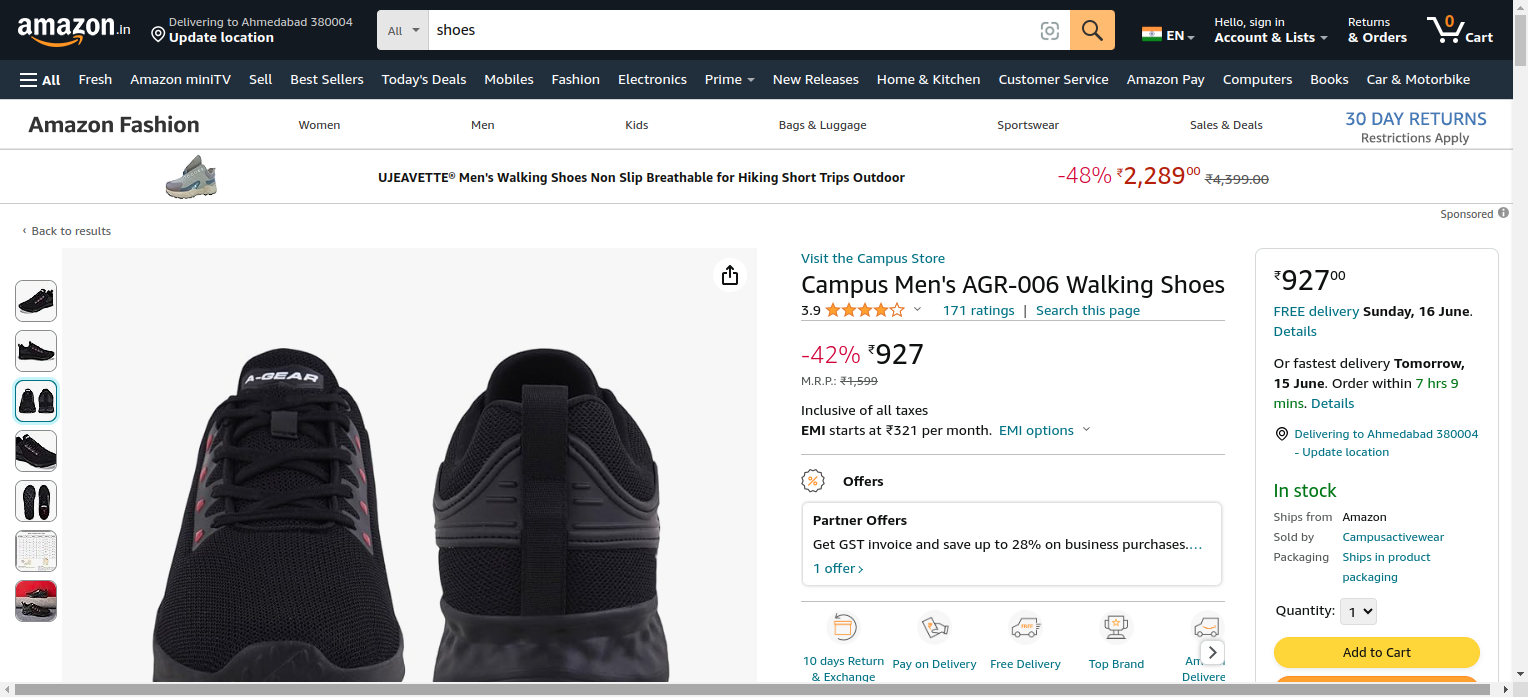 amazon.in
Delivering to Ahmedabad 380004
Update location
All
shoes
EN
Hello, sign in
Account & Lists
Returns
& Orders
0
Cart
All
Fresh
Amazon miniTV
Sell
Best Sellers
Today's Deals
Mobiles
Fashion
Electronics
Prime
New Releases
Home & Kitchen
Customer Service
Amazon Pay
Computers
Books
Car & Motorbike
Amazon Fashion
Women
Men
Kids
Bags & Luggage
Sportswear
Sales & Deals
30 DAY RETURNS
Restrictions Apply
UJEAVETTE® Men's Walking Shoes Non Slip Breathable for Hiking Short Trips Outdoor
-48% ₹2,289⁰⁰ ₹4,399.00
Sponsored
‹ Back to results
A-GEAR
Visit the Campus Store
Campus Men's AGR-006 Walking Shoes
3.9
171 ratings | Search this page
-42% ₹927
M.R.P.: ₹1,599
Inclusive of all taxes
EMI starts at ₹321 per month. EMI options
%
Offers
Partner Offers
Get GST invoice and save up to 28% on business purchases.…
1 offer ›
10 days Return
& Exchange
Pay on Delivery
FREE
Free Delivery
Top Brand
Am
Delivere
₹927⁰⁰
FREE delivery Sunday, 16 June.
Details
Or fastest delivery Tomorrow,
15 June. Order within 7 hrs 9
mins. Details
Delivering to Ahmedabad 380004
- Update location
In stock
Ships from Amazon
Sold by Campusactivewear
Packaging Ships in product
packaging
Quantity: 1
Add to Cart